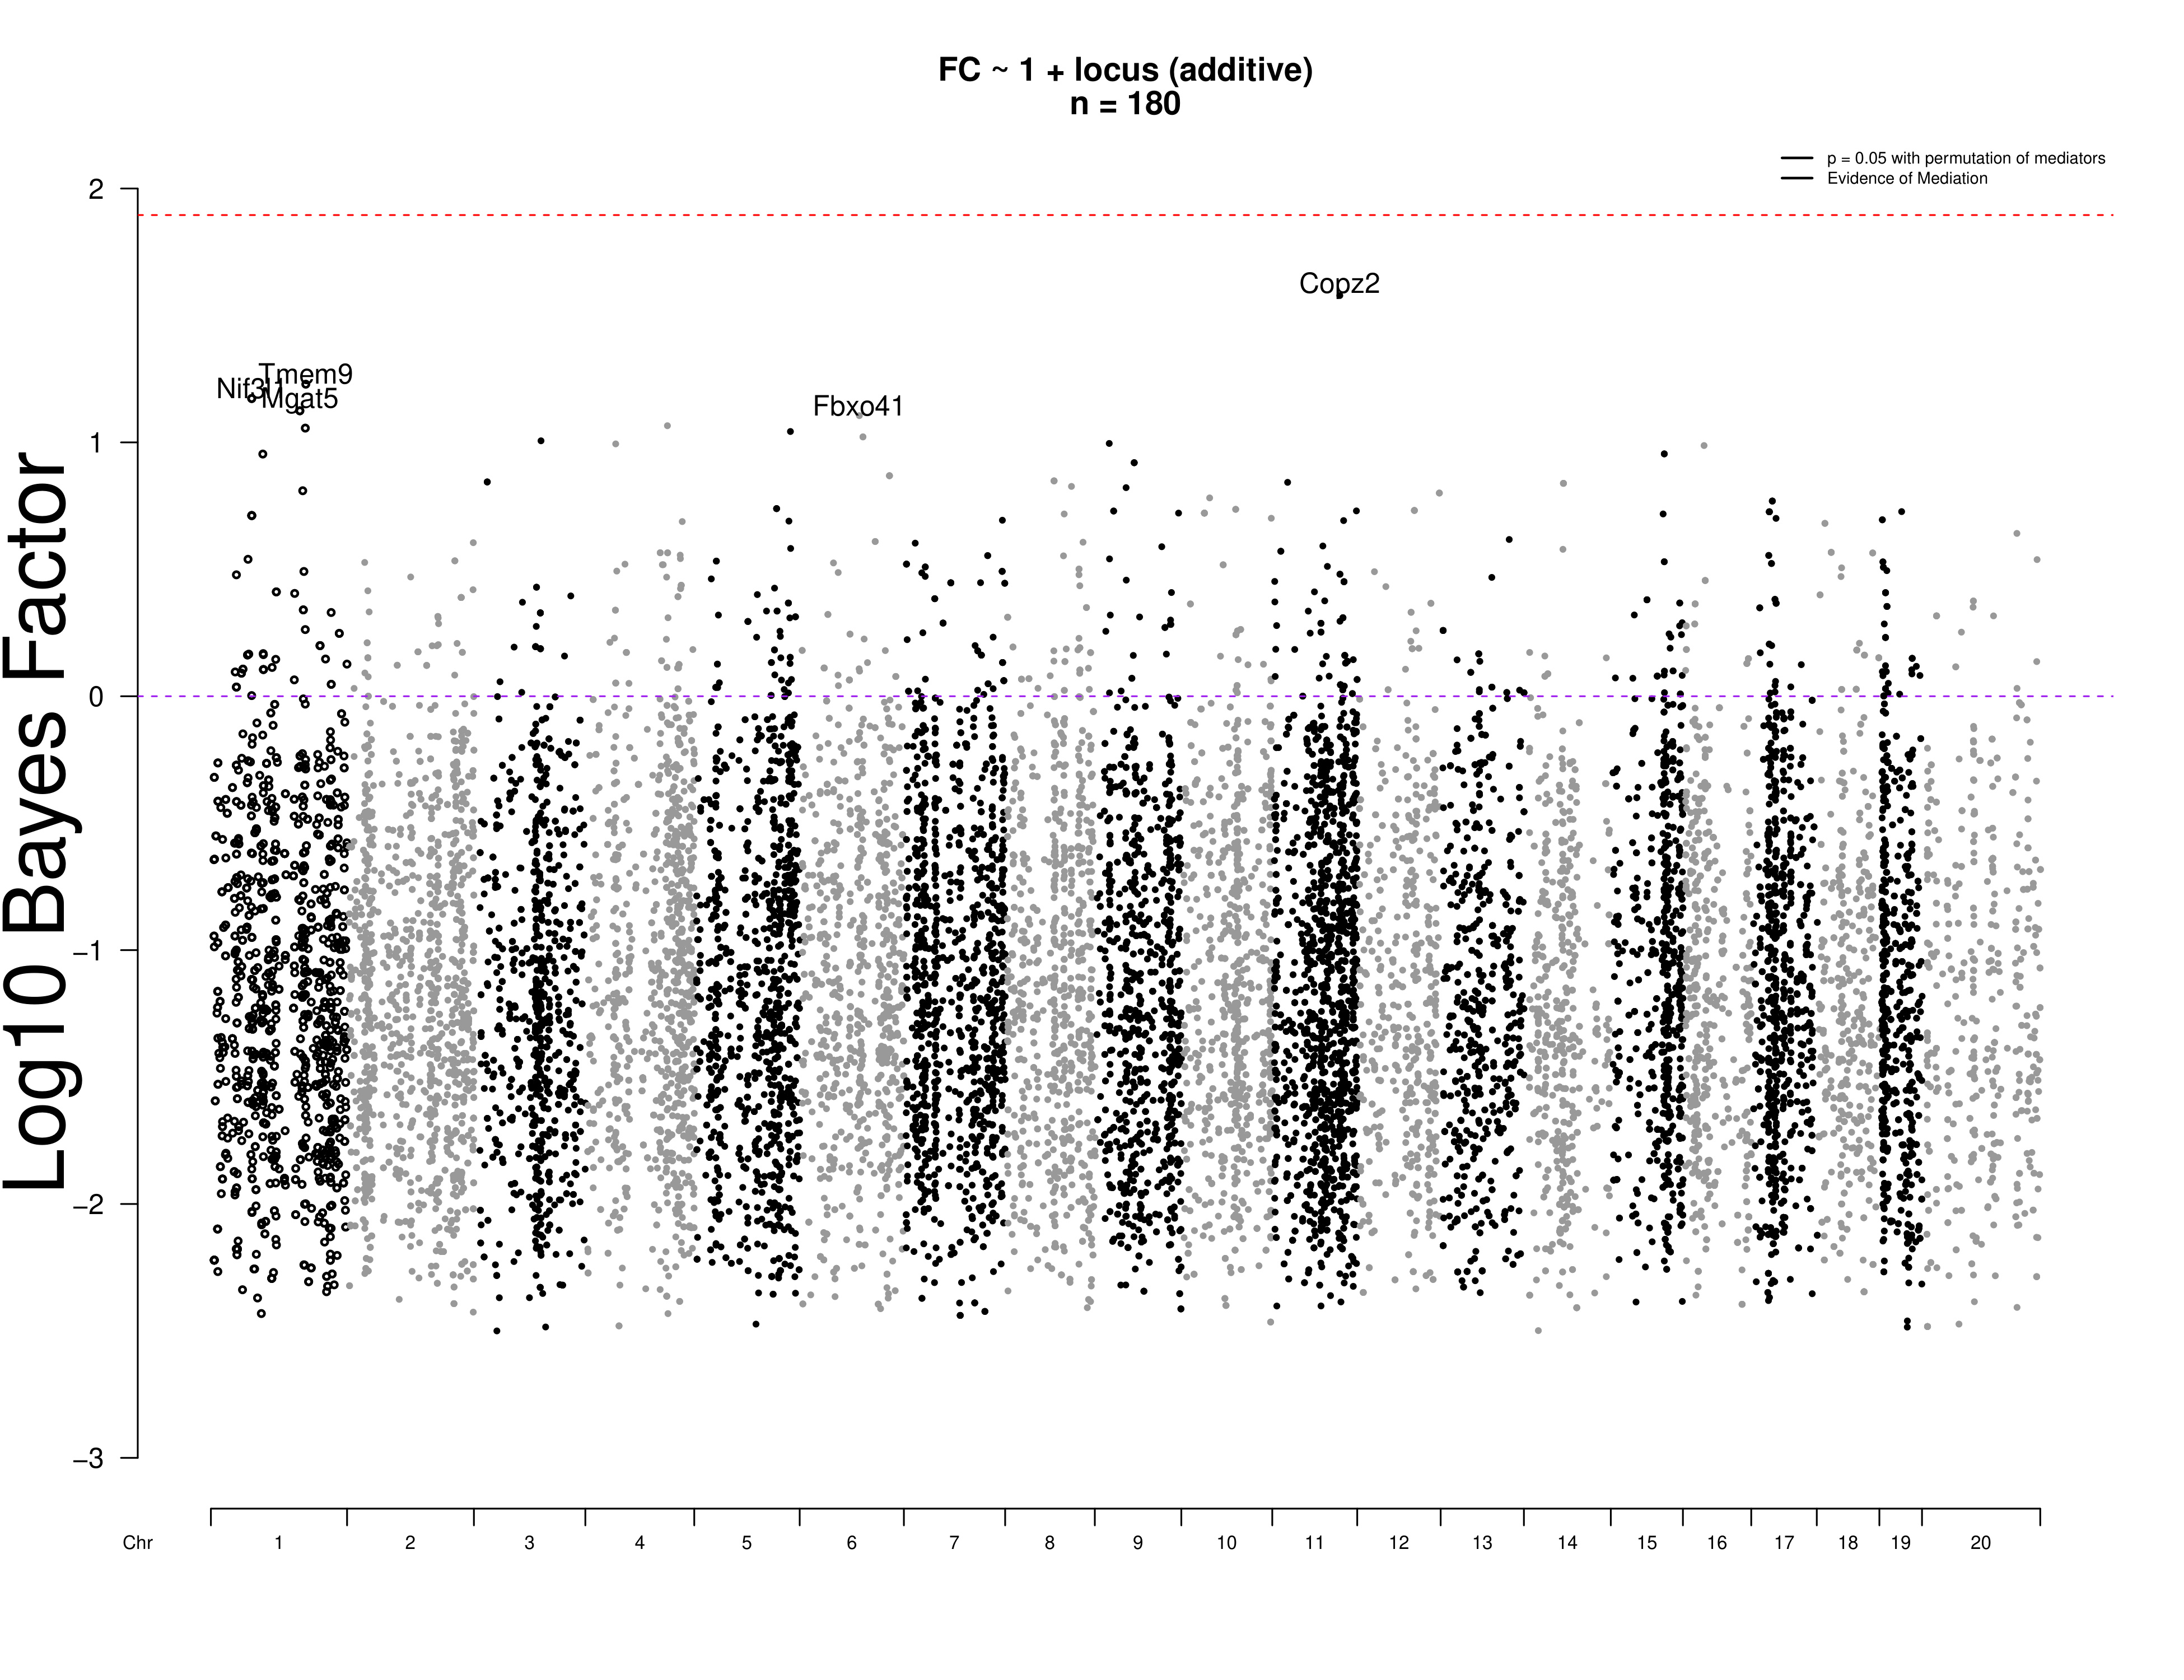 FC ~ 1 + locus (additive)
n = 180
p = 0.05 with permutation of mediators
Evidence of Mediation
Log10 Bayes Factor
2
1
0
−1
−2
−3
Copz2
Tmem9
Nif3l1
Mgat5
Fbxo41
Chr 1 2 3 4 5 6 7 8 9 10 11 12 13 14 15 16 17 18 19 20